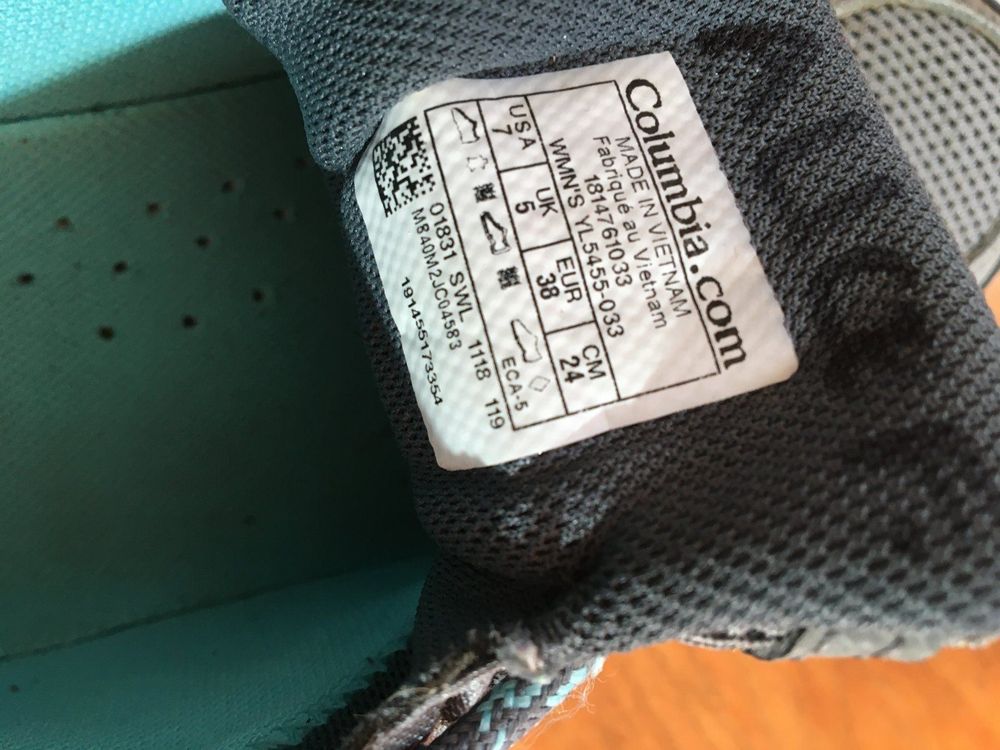 Columbia.com
MADE IN VIETNAM
Fabriqué au Vietnam
1814761033
WMN'S YL5455-033
USA UK EUR CM
7 5 38 24
ECA-5
01831 SWL 1118 119
M840M2JC04583
191455173354